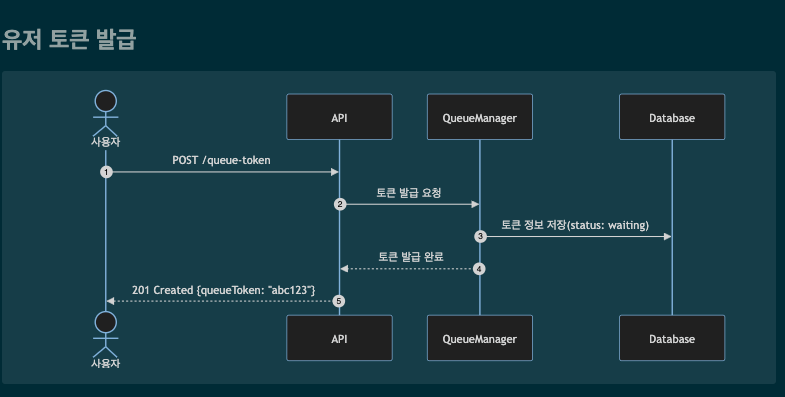 유저 토큰 발급
사용자
API
QueueManager
Database
1
POST /queue-token
2
토큰 발급 요청
3
토큰 정보 저장(status: waiting)
토큰 발급 완료
4
201 Created {queueToken: "abc123"}
5
사용자
API
QueueManager
Database